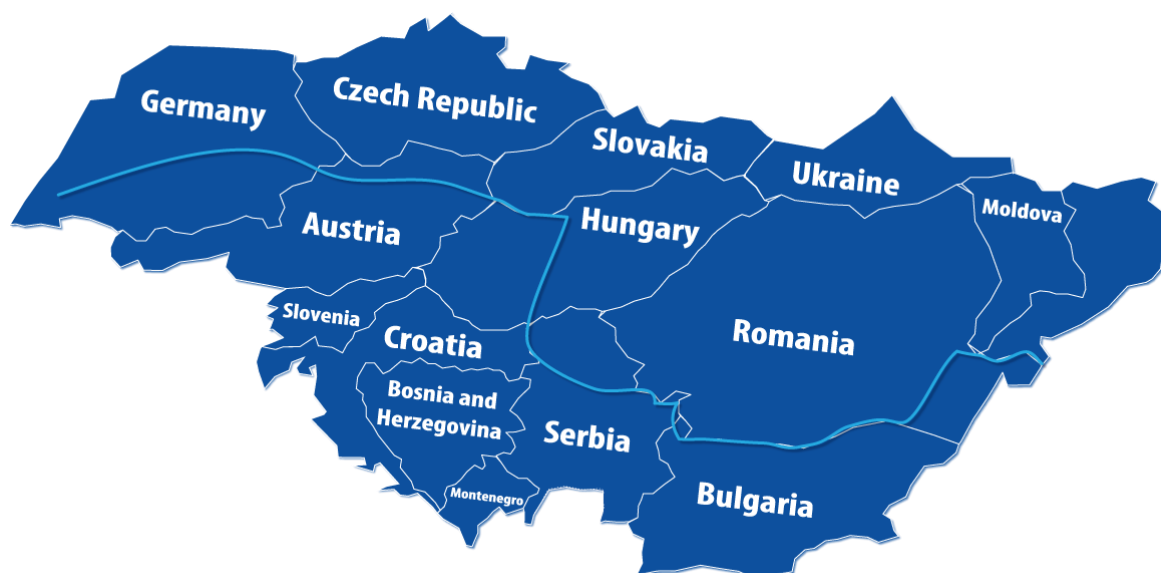 Czech Republic
Germany
Slovakia
Ukraine
Moldova
Hungary
Austria
Slovenia
Romania
Croatia
Bosnia and
Herzegovina
Serbia
Montenegro
Bulgaria